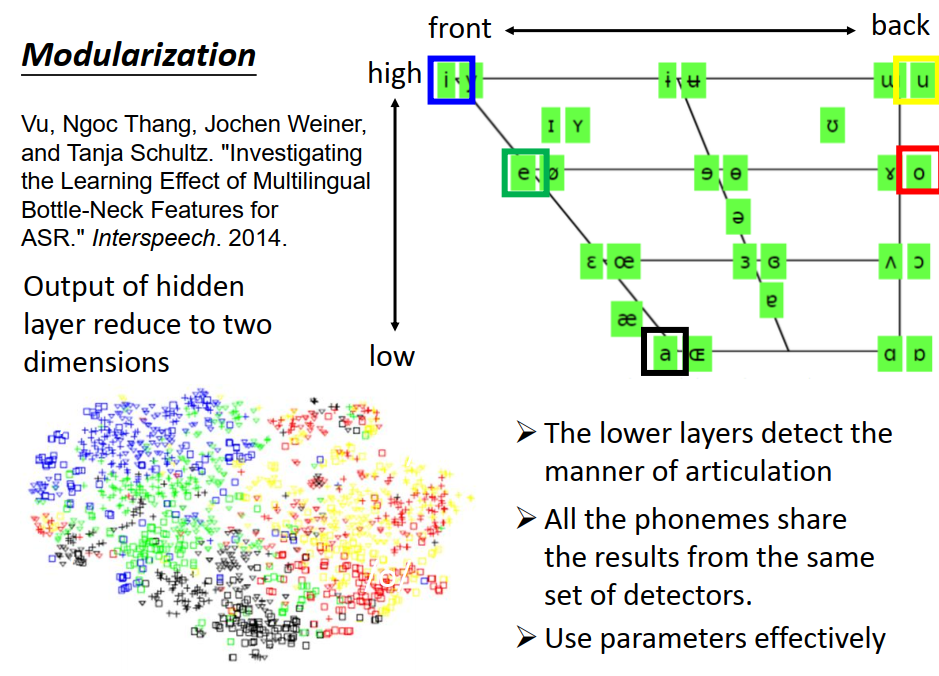 Modularization
Vu, Ngoc Thang, Jochen Weiner,
and Tanja Schultz. "Investigating
the Learning Effect of Multilingual
Bottle-Neck Features for
ASR." Interspeech. 2014.
Output of hidden
layer reduce to two
dimensions
front back
high
low
i y ɨ ʉ ɯ u
ɪ ʏ ʊ
e ø ɘ ɵ ɤ o
ə
ɛ œ ɜ ɞ ʌ ɔ
æ ɐ
a ɶ ɑ ɒ
➢ The lower layers detect the
manner of articulation
➢ All the phonemes share
the results from the same
set of detectors.
➢ Use parameters effectively